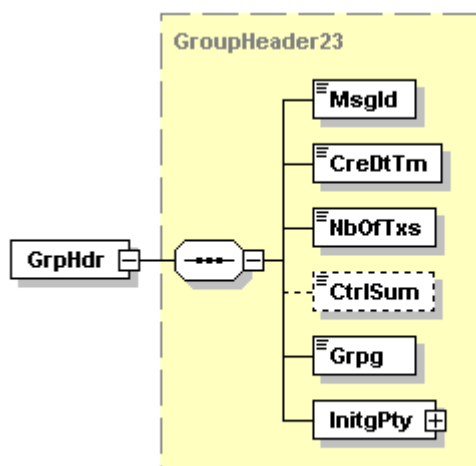 GroupHeader23
MsgId
CreDtTm
NbOfTxs
GrpHdr
CtrlSum
Grpg
InitgPty